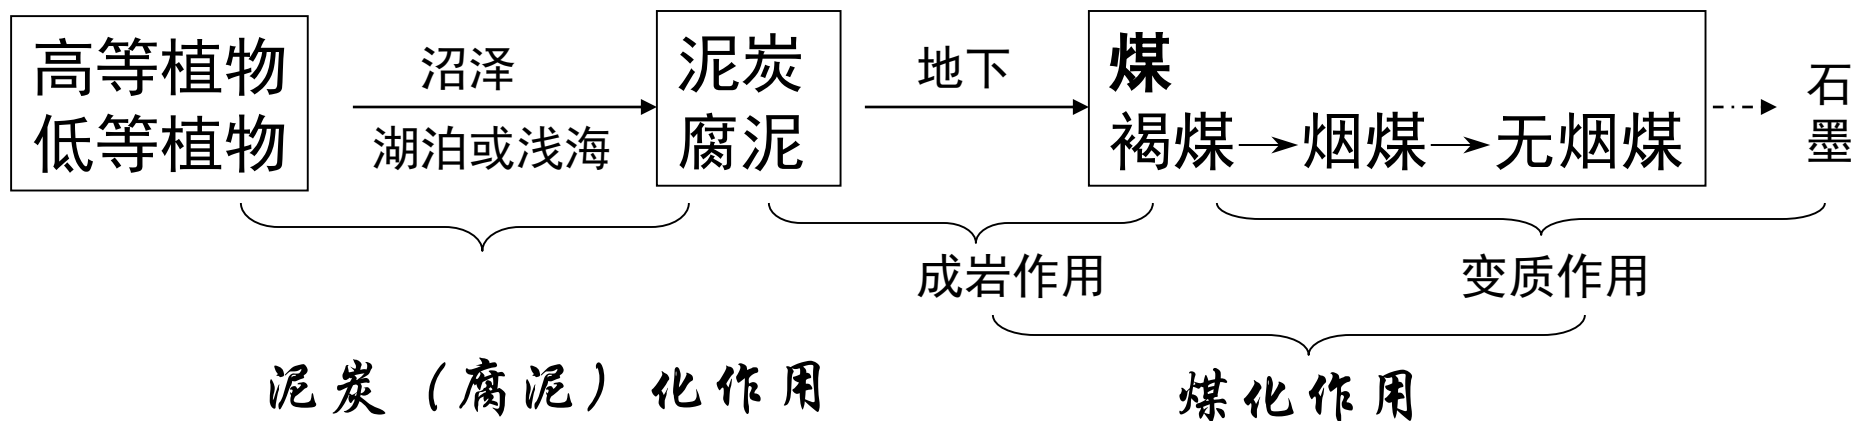 高等植物
低等植物
沼泽
湖泊或浅海
泥炭
腐泥
地下
煤
褐煤
烟煤
无烟煤
石
墨
成岩作用
变质作用
泥炭（腐泥）化作用
煤化作用